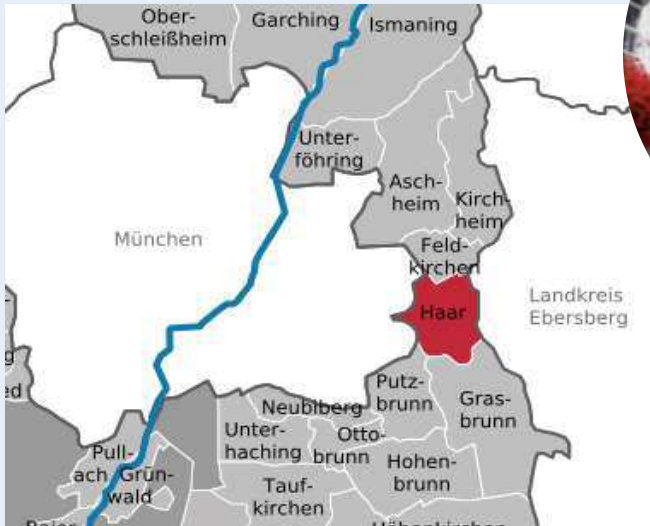 Ober-
schleißheim
Garching
Ismaning
Unter-
föhring
Asch-
heim
Kirch-
heim
München
Feld-
kirchen
Haar
Landkreis
Ebersberg
Putz-
brunn
Gras-
brunn
Neubiberg
Unter-
haching
Otto-
brunn
Hohen-
brunn
Pull-
ach
Grün-
wald
Tauf-
kirchen